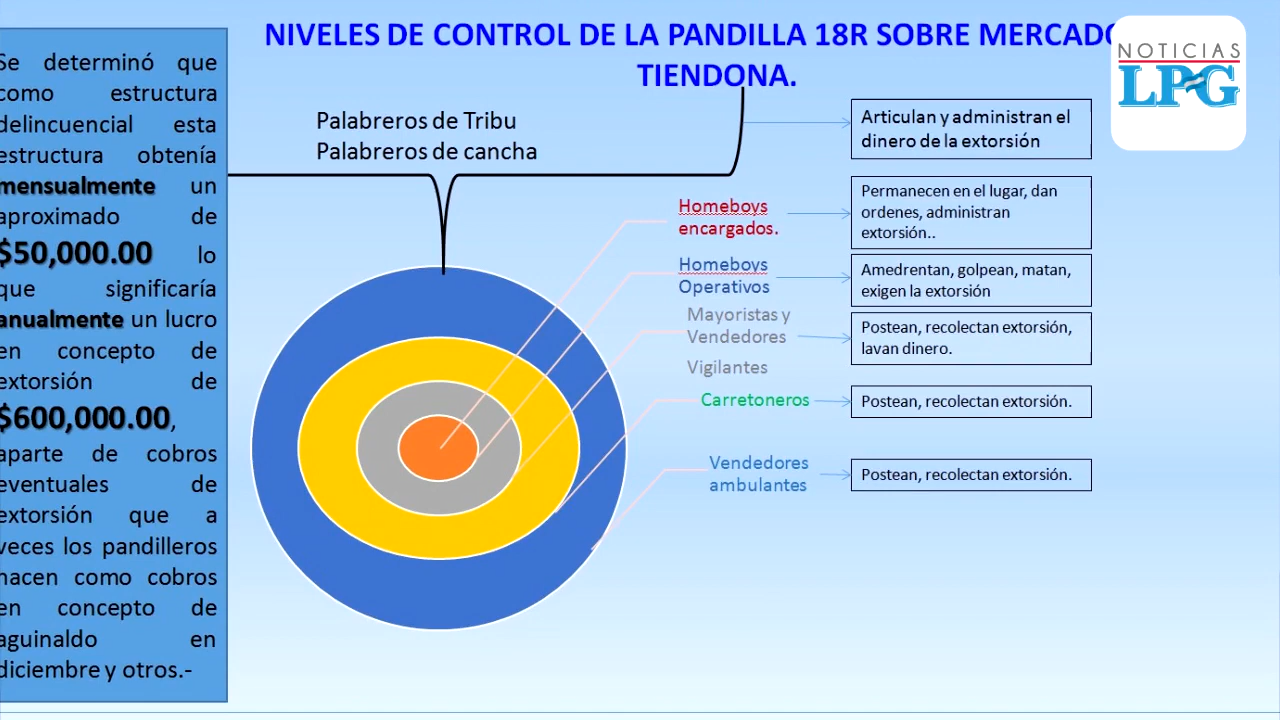 NIVELES DE CONTROL DE LA PANDILLA 18R SOBRE MERCADO
TIENDONA.
NOTICIAS
LPG
Se determinó que
como estructura
delincuencial esta
estructura obtenía
mensualmente un
aproximado de
$50,000.00 lo
que significaría
anualmente un lucro
en concepto de
extorsión de
$600,000.00,
aparte de cobros
eventuales de
extorsión que a
veces los pandilleros
hacen como cobros
en concepto de
aguinaldo en
diciembre y otros.-
Palabreros de Tribu
Palabreros de cancha
Articulan y administran el
dinero de la extorsión
Homeboys
encargados.
Permanecen en el lugar, dan
ordenes, administran
extorsión..
Homeboys
Operativos
Amedrentan, golpean, matan,
exigen la extorsión
Mayoristas y
Vendedores
Vigilantes
Postean, recolectan extorsión,
lavan dinero.
Carretoneros
Postean, recolectan extorsión.
Vendedores
ambulantes
Postean, recolectan extorsión.